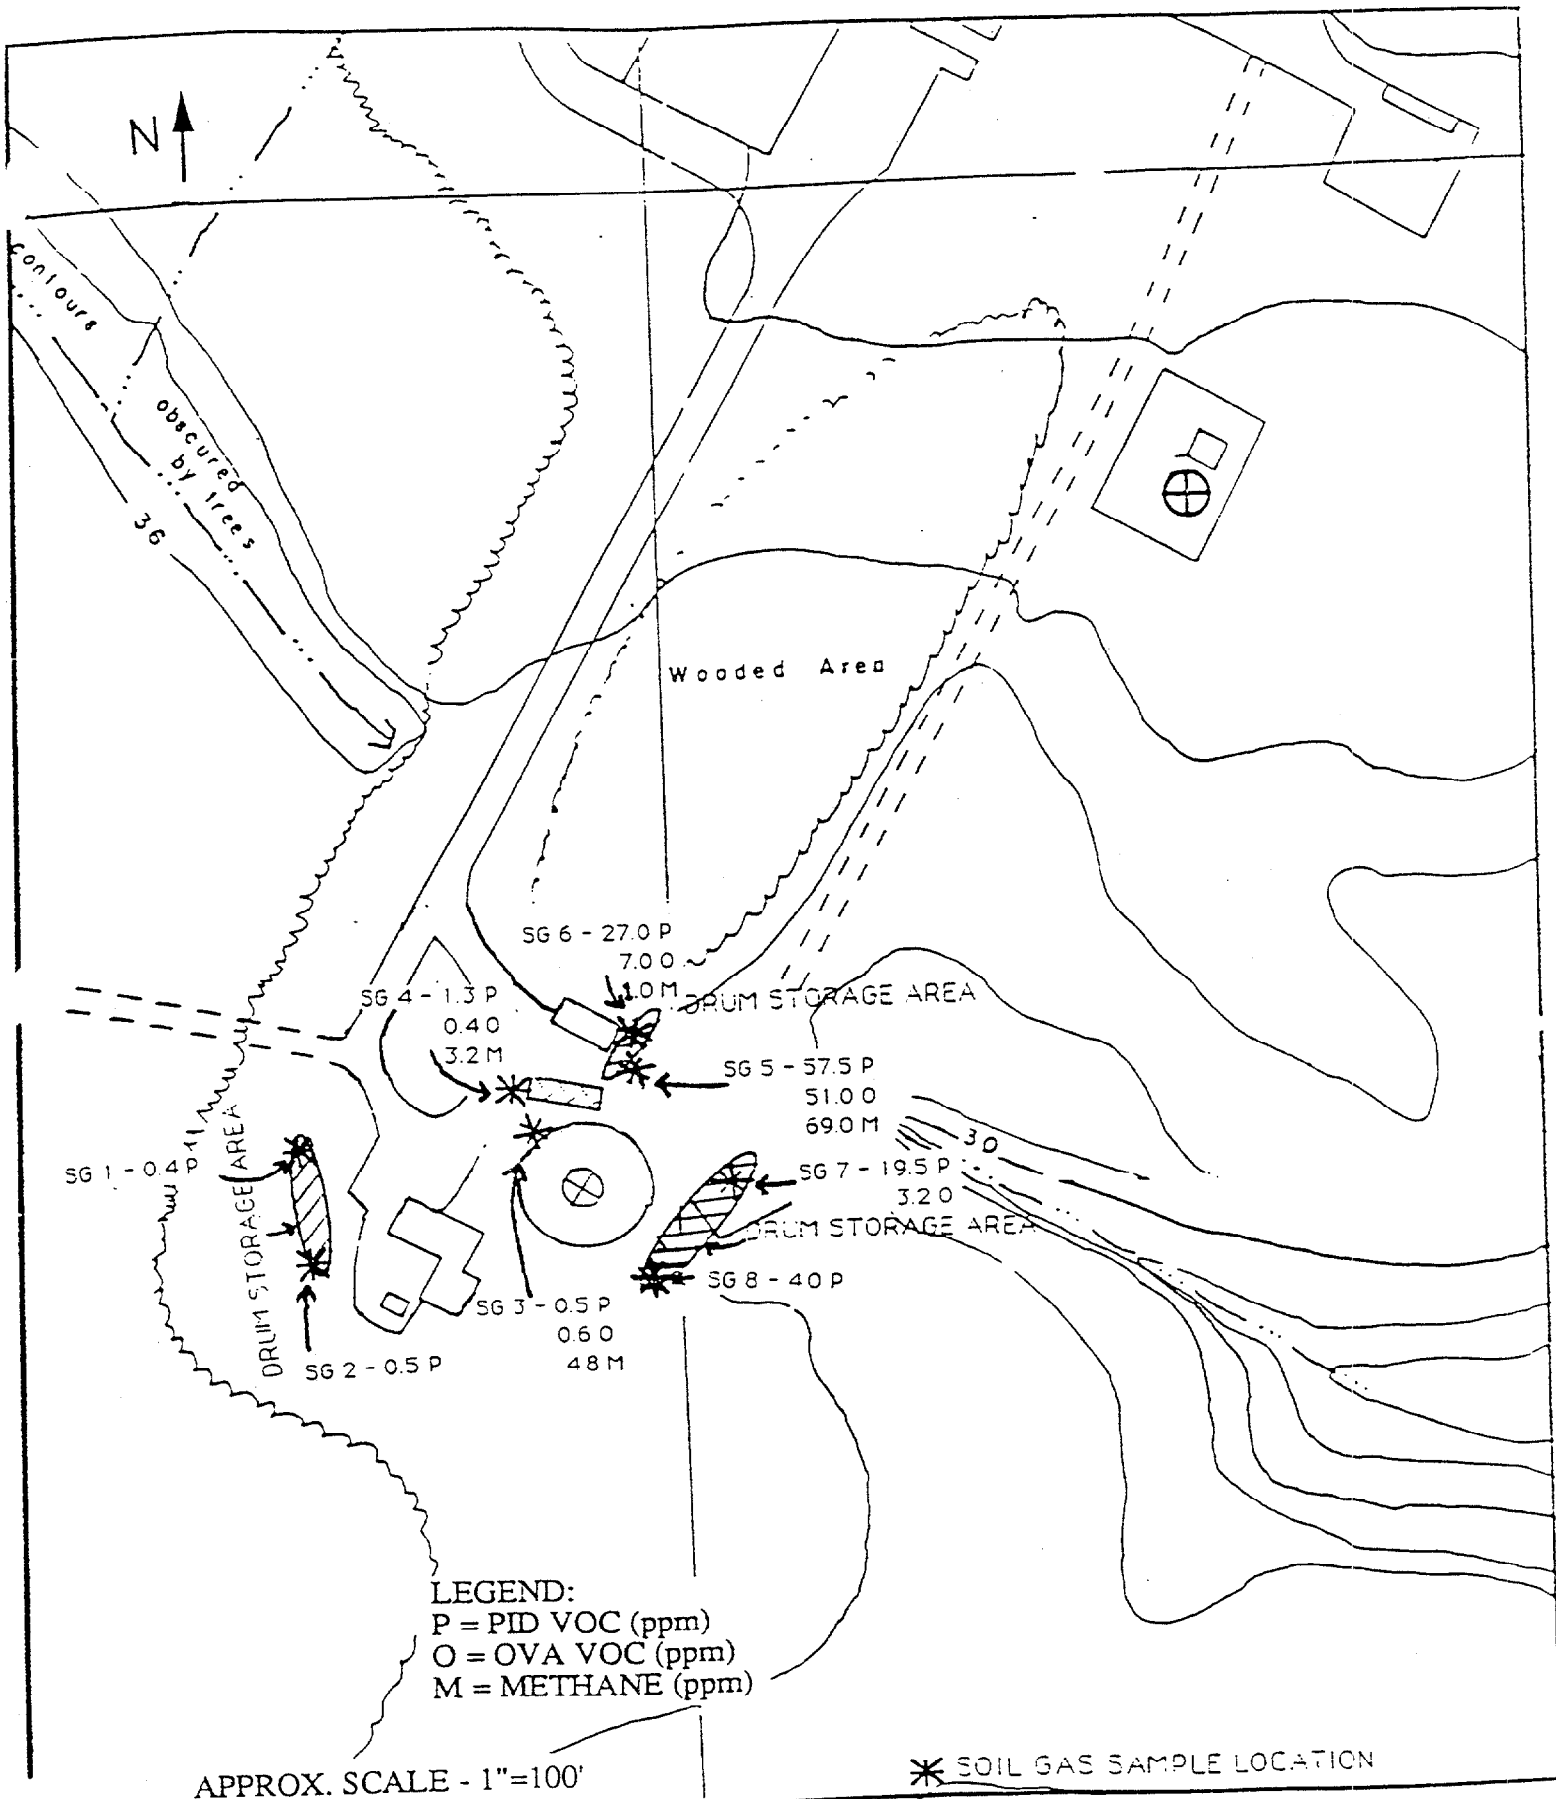 N
contours
obscured
by trees
36
Wooded Area
SG 6 - 27.0 P
7.0 O
1.0 M
DRUM STORAGE AREA
SG 4 - 1.3 P
0.4 O
3.2 M
SG 5 - 57.5 P
51.0 O
69.0 M
30
SG 1 - 0.4 P
DRUM STORAGE AREA
SG 7 - 19.5 P
3.2 O
DRUM STORAGE AREA
SG 8 - 40 P
SG 3 - 0.5 P
0.6 O
48 M
SG 2 - 0.5 P
LEGEND:
P = PID VOC (ppm)
O = OVA VOC (ppm)
M = METHANE (ppm)
APPROX. SCALE - 1"=100'
SOIL GAS SAMPLE LOCATION